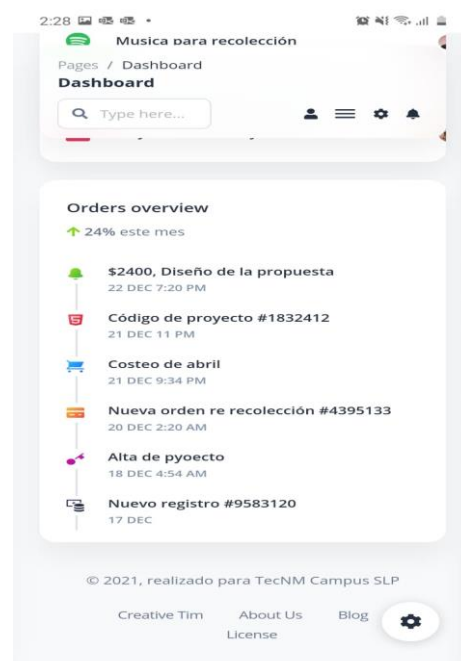 2:28
Musica para recolección
Pages / Dashboard
Dashboard
Type here...
Orders overview
24% este mes
$2400, Diseño de la propuesta
22 DEC 7:20 PM
Código de proyecto #1832412
21 DEC 11 PM
Costeo de abril
21 DEC 9:34 PM
Nueva orden re recolección #4395133
20 DEC 2:20 AM
Alta de pyoecto
18 DEC 4:54 AM
Nuevo registro #9583120
17 DEC
© 2021, realizado para TecNM Campus SLP
Creative Tim About Us Blog
License